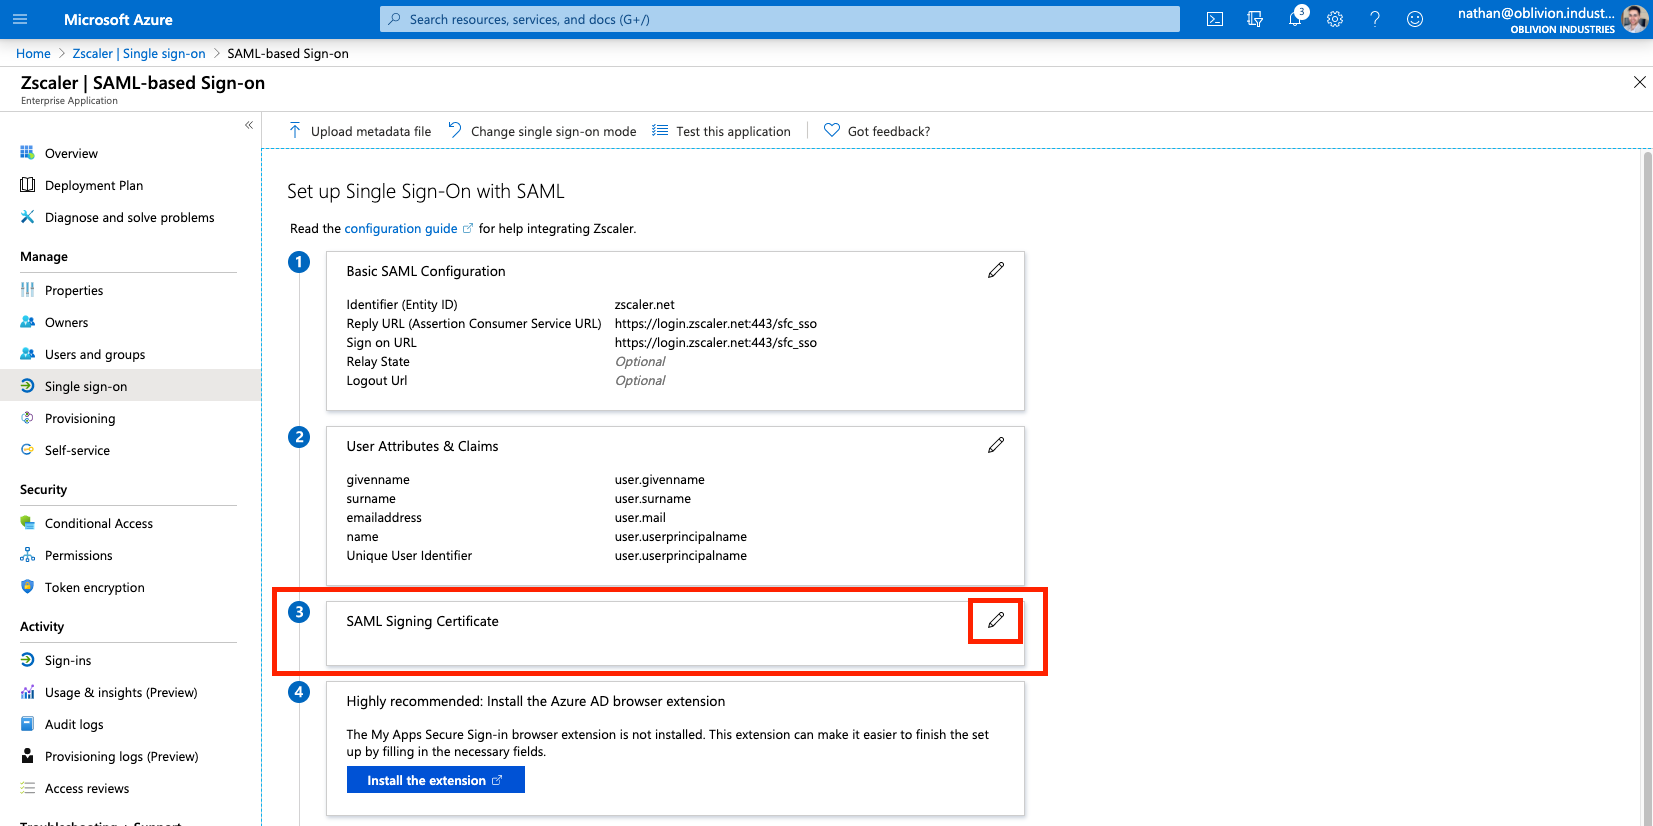 Microsoft Azure
Search resources, services, and docs (G+/)
3
nathan@oblivion.indust...
OBLIVION INDUSTRIES
Home > Zscaler | Single sign-on > SAML-based Sign-on
Zscaler | SAML-based Sign-on
Enterprise Application
Overview
Deployment Plan
Diagnose and solve problems
Manage
Properties
Owners
Users and groups
Single sign-on
Provisioning
Self-service
Security
Conditional Access
Permissions
Token encryption
Activity
Sign-ins
Usage & insights (Preview)
Audit logs
Provisioning logs (Preview)
Access reviews
Troubleshooting + Support
Upload metadata file Change single sign-on mode Test this application Got feedback?
Set up Single Sign-On with SAML
Read the configuration guide for help integrating Zscaler.
1
Basic SAML Configuration
Identifier (Entity ID) zscaler.net
Reply URL (Assertion Consumer Service URL) https://login.zscaler.net:443/sfc_sso
Sign on URL https://login.zscaler.net:443/sfc_sso
Relay State Optional
Logout Url Optional
2
User Attributes & Claims
givenname user.givenname
surname user.surname
emailaddress user.mail
name user.userprincipalname
Unique User Identifier user.userprincipalname
3
SAML Signing Certificate
4
Highly recommended: Install the Azure AD browser extension
The My Apps Secure Sign-in browser extension is not installed. This extension can make it easier to finish the set
up by filling in the necessary fields.
Install the extension